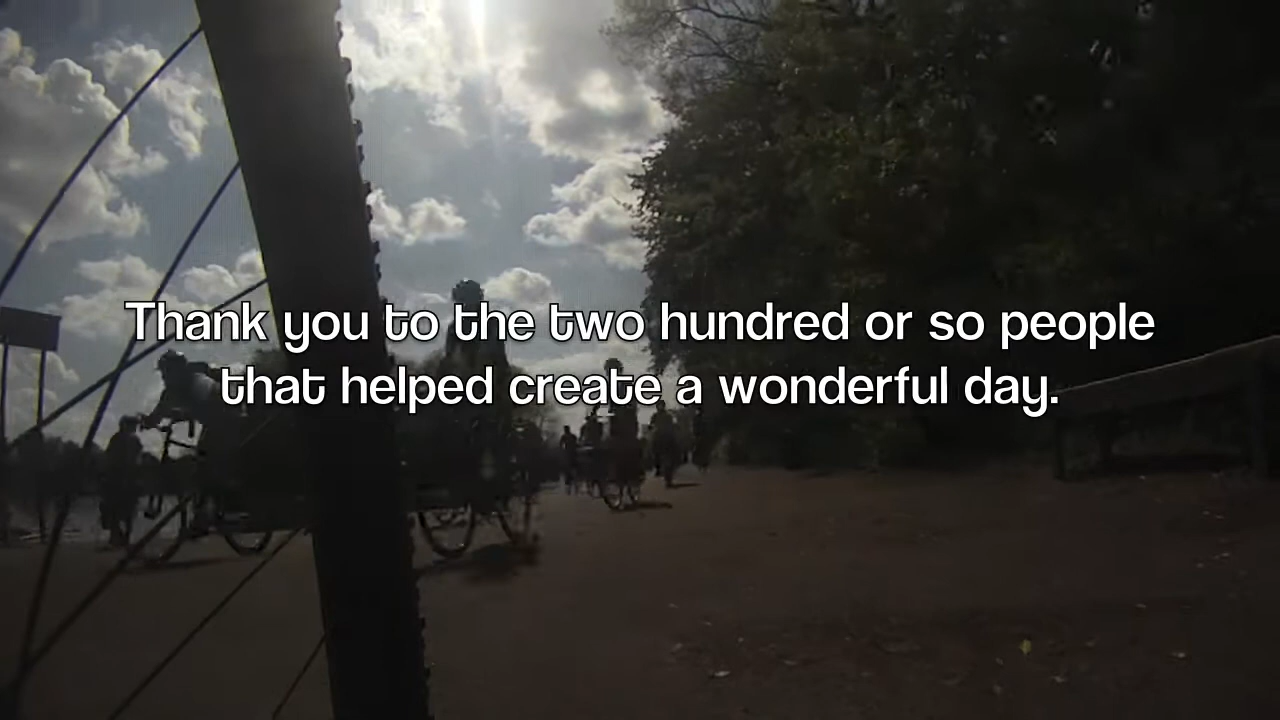 Thank you to the two hundred or so people
that helped create a wonderful day.